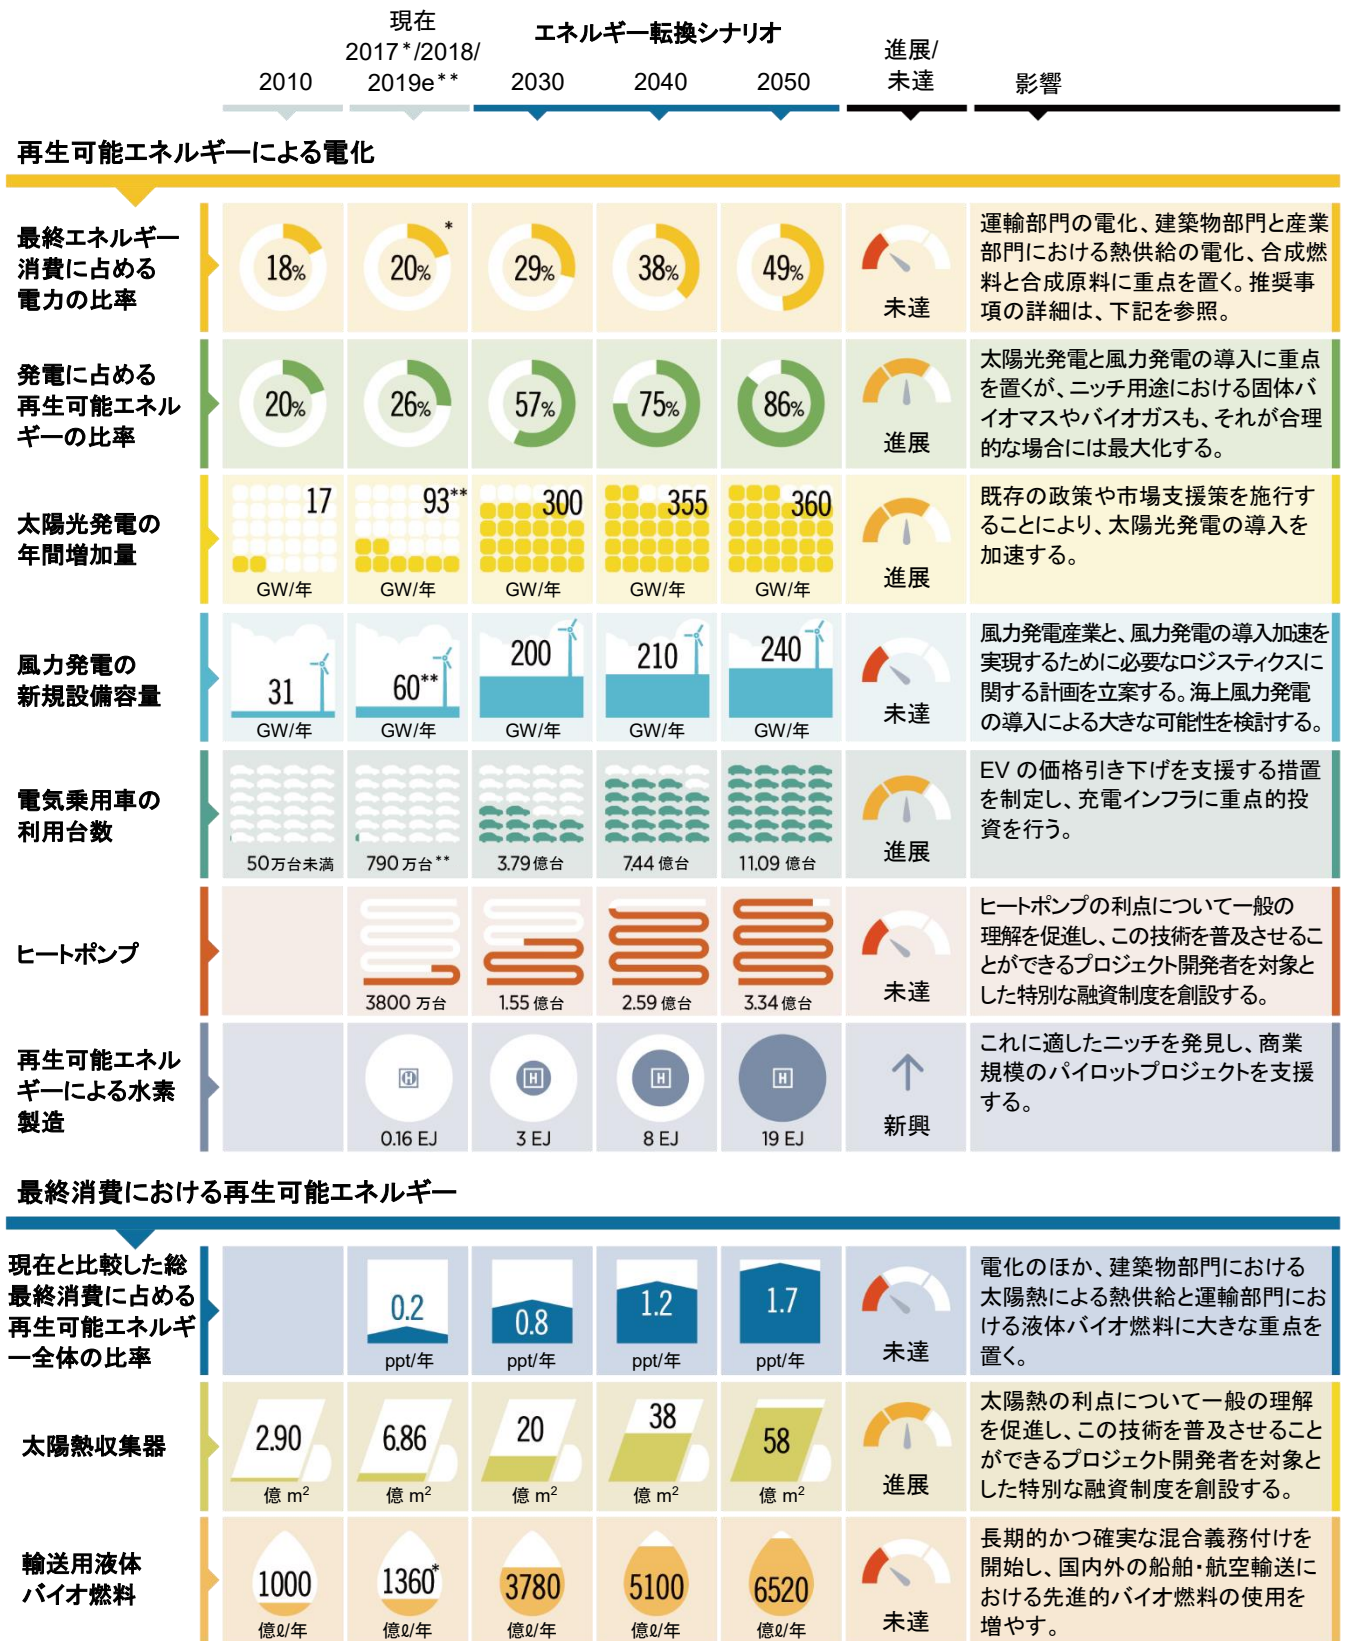 現在
2017*/2018/
2019e**
エネルギー転換シナリオ
進展/
未達
影響
2010
2030
2040
2050
再生可能エネルギーによる電化
最終エネルギー
消費に占める
電力の比率
18%
20%
*
29%
38%
49%
未達
運輸部門の電化、建築物部門と産業
部門における熱供給の電化、合成燃
料と合成原料に重点を置く。推奨事
項の詳細は、下記を参照。
発電に占める
再生可能エネル
ギーの比率
20%
26%
57%
75%
86%
進展
太陽光発電と風力発電の導入に重点
を置くが、ニッチ用途における固体バ
イオマスやバイオガスも、それが合理
的な場合には最大化する。
太陽光発電の
年間増加量
17
GW/年
93**
GW/年
300
GW/年
355
GW/年
360
GW/年
進展
既存の政策や市場支援策を施行す
ることにより、太陽光発電の導入を
加速する。
風力発電の
新規設備容量
31
GW/年
60**
GW/年
200
GW/年
210
GW/年
240
GW/年
未達
風力発電産業と、風力発電の導入加速を
実現するために必要なロジスティクスに
関する計画を立案する。海上風力発電
の導入による大きな可能性を検討する。
電気乗用車の
利用台数
50万台未満
790万台**
3.79億台
7.44 億台
11.09 億台
進展
EV の価格引き下げを支援する措置
を制定し、充電インフラに重点的投
資を行う。
ヒートポンプ
3800 万台
1.55 億台
2.59 億台
3.34 億台
未達
ヒートポンプの利点について一般の
理解を促進し、この技術を普及させるこ
とができるプロジェクト開発者を対象と
した特別な融資制度を創設する。
再生可能エネル
ギーによる水素
製造
H
0.16 EJ
H
3 EJ
H
8 EJ
H
19 EJ
新興
これに適したニッチを発見し、商業
規模のパイロットプロジェクトを支援
する。
最終消費における再生可能エネルギー
現在と比較した総
最終消費に占める
再生可能エネルギ
ー全体の比率
0.2
ppt/年
0.8
ppt/年
1.2
ppt/年
1.7
ppt/年
未達
電化のほか、建築物部門における
太陽熱による熱供給と運輸部門にお
ける液体バイオ燃料に大きな重点を
置く。
太陽熱収集器
2.90
億 m²
6.86
億 m²
20
億 m²
38
億 m²
58
億 m²
進展
太陽熱の利点について一般の理解
を促進し、この技術を普及させること
ができるプロジェクト開発者を対象と
した特別な融資制度を創設する。
輸送用液体
バイオ燃料
1000
億ℓ/年
1360*
億ℓ/年
3780
億ℓ/年
5100
億ℓ/年
6520
億ℓ/年
未達
長期的かつ確実な混合義務付けを
開始し、国内外の船舶・航空輸送に
おける先進的バイオ燃料の使用を
増やす。